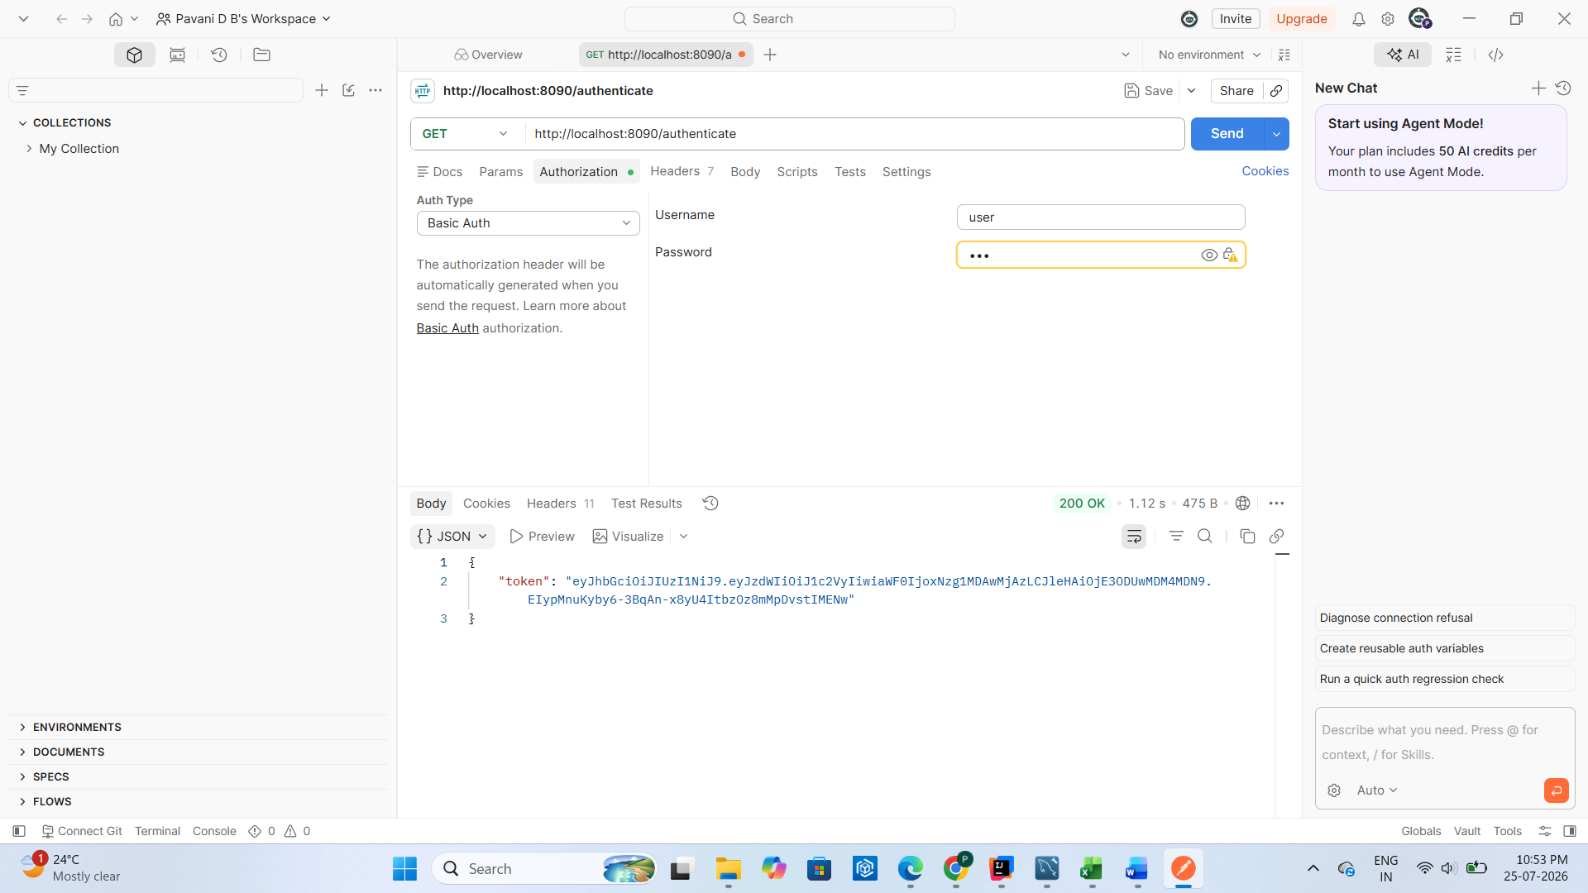 Pavani D B's Workspace
Search
Invite
Upgrade
Overview
GET http://localhost:8090/a
No environment
AI
http://localhost:8090/authenticate
Save
Share
New Chat
COLLECTIONS
My Collection
GET
http://localhost:8090/authenticate
Send
Start using Agent Mode!
Your plan includes 50 AI credits per
month to use Agent Mode.
Docs
Params
Authorization
Headers 7
Body
Scripts
Tests
Settings
Cookies
Auth Type
Basic Auth
Username
user
Password
•••
The authorization header will be
automatically generated when you
send the request. Learn more about
Basic Auth authorization.
Body
Cookies
Headers 11
Test Results
200 OK
1.12 s
475 B
{} JSON
Preview
Visualize
1 {
2 "token": "eyJhbGciOiJIUzI1NiJ9.eyJzdWIiOiJ1c2VyIiwiaWF0IjoxNzg1MDAwMjAzLCJleHAiOjE3ODUwMDM4MDN9.
EIypMnuKyby6-3BqAn-x8yU4ItbzOz8mMpDvstIMENw"
3 }
Diagnose connection refusal
Create reusable auth variables
Run a quick auth regression check
Describe what you need. Press @ for
context, / for Skills.
Auto
ENVIRONMENTS
DOCUMENTS
SPECS
FLOWS
Connect Git
Terminal
Console
0
0
Globals
Vault
Tools
1
24°C
Mostly clear
Search
ENG
IN
10:53 PM
25-07-2026